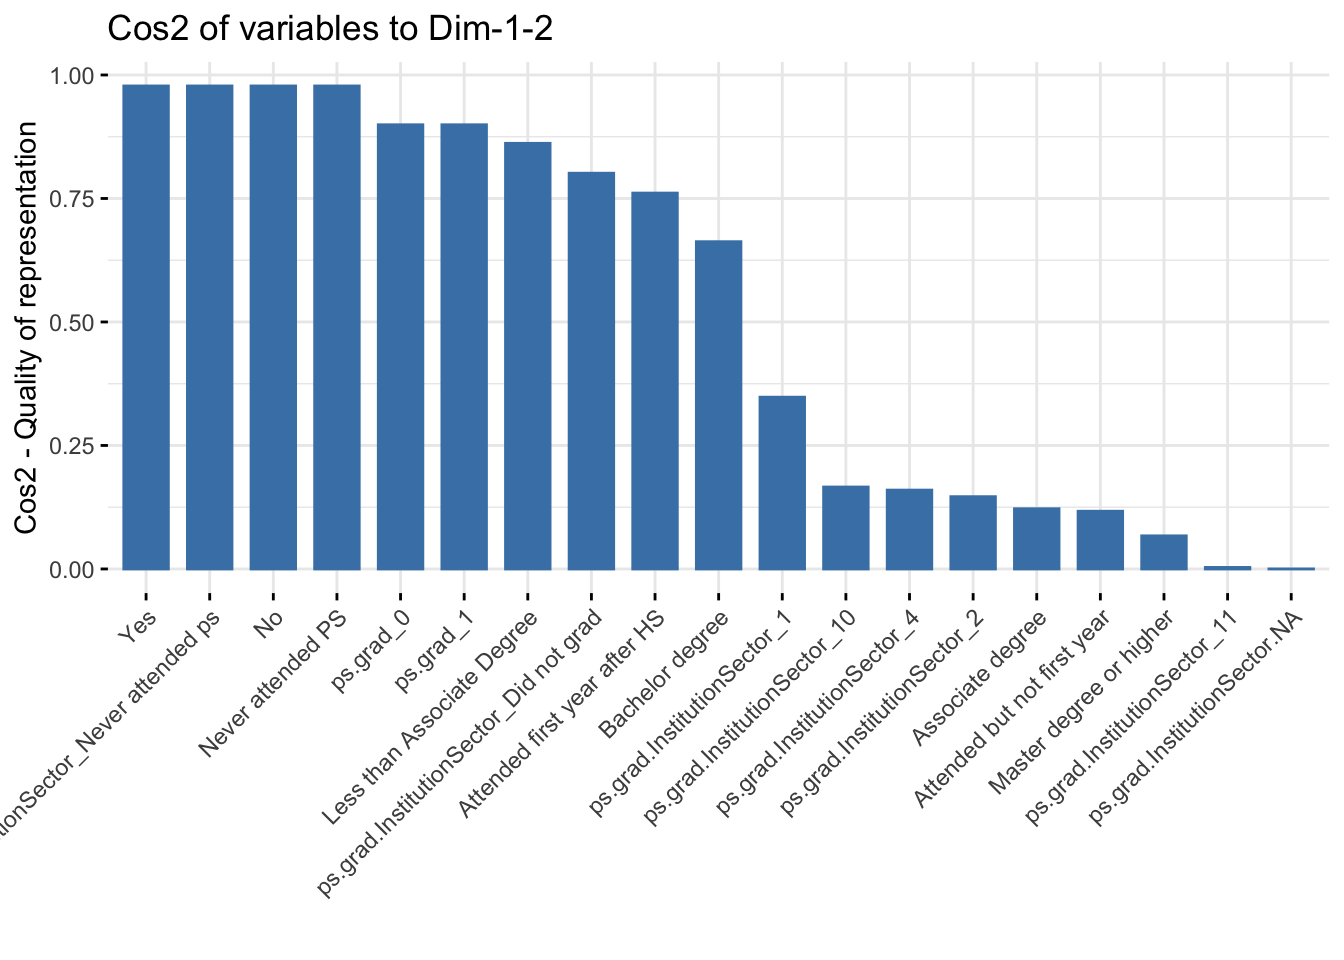 Cos2 of variables to Dim-1-2
Cos2 - Quality of representation
1.00
0.75
0.50
0.25
0.00
Yes
tionSector_Never attended ps
No
Never attended PS
ps.grad_0
ps.grad_1
Less than Associate Degree
ps.grad.InstitutionSector_Did not grad
Attended first year after HS
Bachelor degree
ps.grad.InstitutionSector_1
ps.grad.InstitutionSector_10
ps.grad.InstitutionSector_4
ps.grad.InstitutionSector_2
Associate degree
Attended but not first year
Master degree or higher
ps.grad.InstitutionSector_11
ps.grad.InstitutionSector.NA